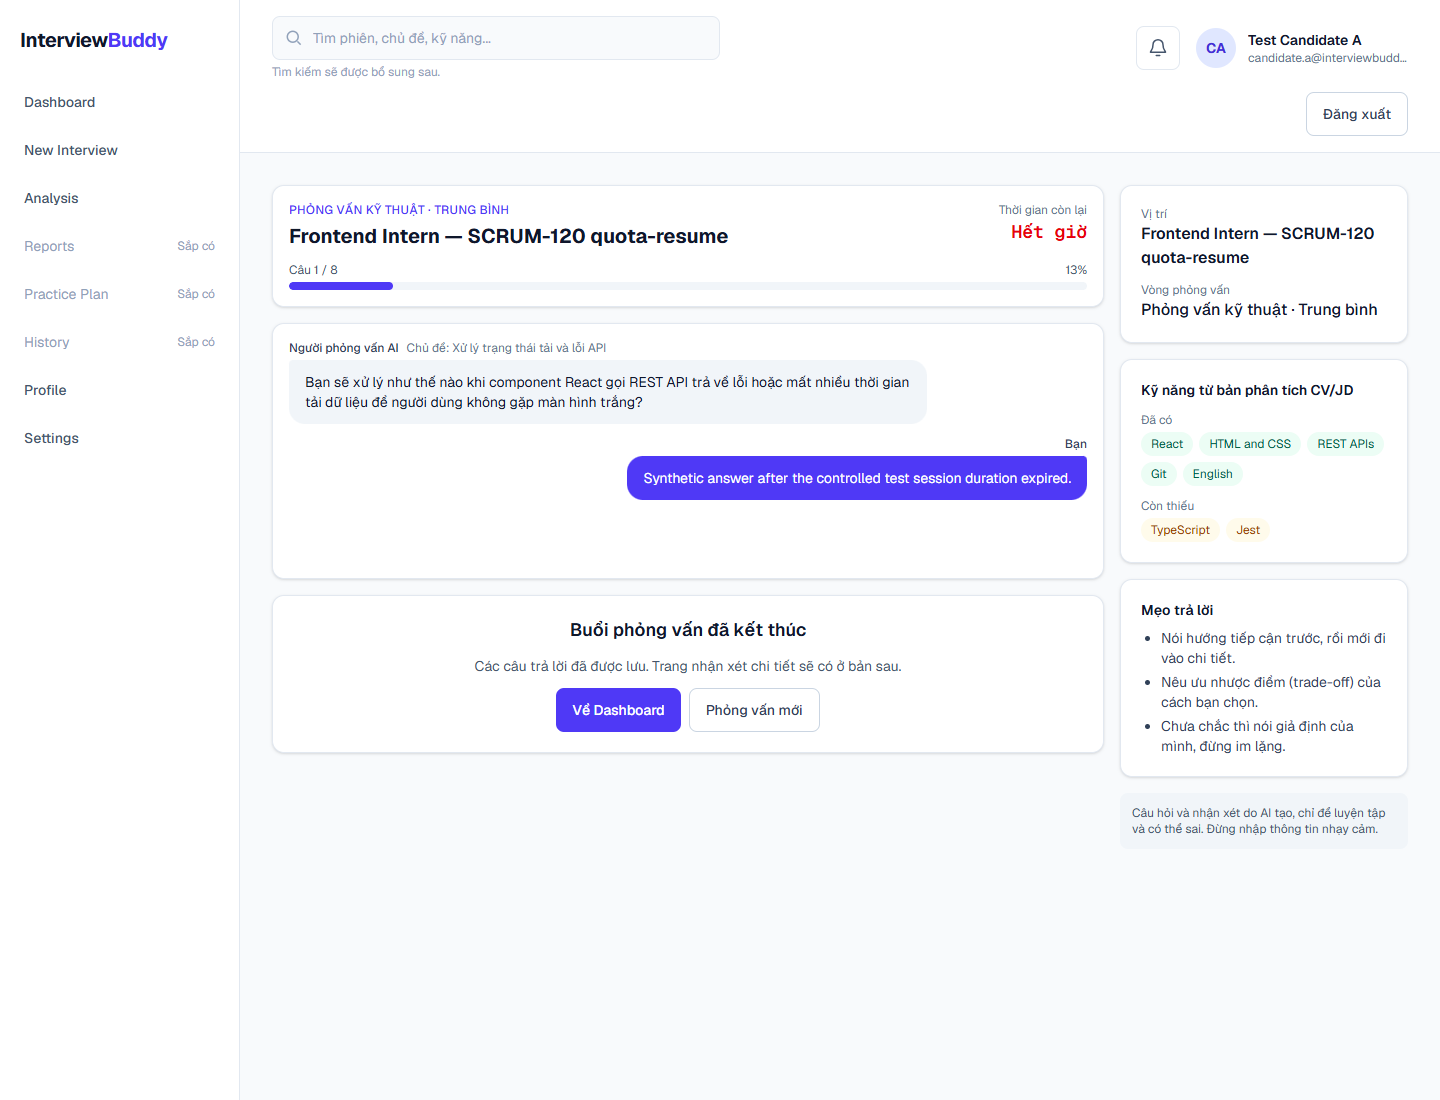 InterviewBuddy
Dashboard
New Interview
Analysis
Reports Sắp có
Practice Plan Sắp có
History Sắp có
Profile
Settings
Tìm phiên, chủ đề, kỹ năng...
Tìm kiếm sẽ được bổ sung sau.
CA
Test Candidate A
candidate.a@interviewbudd...
Đăng xuất
PHỎNG VẤN KỸ THUẬT · TRUNG BÌNH
Frontend Intern — SCRUM-120 quota-resume
Thời gian còn lại
Hết giờ
Câu 1 / 8 13%
Người phỏng vấn AI Chủ đề: Xử lý trạng thái tải và lỗi API
Bạn sẽ xử lý như thế nào khi component React gọi REST API trả về lỗi hoặc mất nhiều thời gian
tải dữ liệu để người dùng không gặp màn hình trắng?
Bạn
Synthetic answer after the controlled test session duration expired.
Buổi phỏng vấn đã kết thúc
Các câu trả lời đã được lưu. Trang nhận xét chi tiết sẽ có ở bản sau.
Về Dashboard Phỏng vấn mới
Vị trí
Frontend Intern — SCRUM-120
quota-resume
Vòng phỏng vấn
Phỏng vấn kỹ thuật · Trung bình
Kỹ năng từ bản phân tích CV/JD
Đã có
React HTML and CSS REST APIs
Git English
Còn thiếu
TypeScript Jest
Mẹo trả lời
• Nói hướng tiếp cận trước, rồi mới đi
vào chi tiết.
• Nêu ưu nhược điểm (trade-off) của
cách bạn chọn.
• Chưa chắc thì nói giả định của
mình, đừng im lặng.
Câu hỏi và nhận xét do AI tạo, chỉ để luyện tập
và có thể sai. Đừng nhập thông tin nhạy cảm.